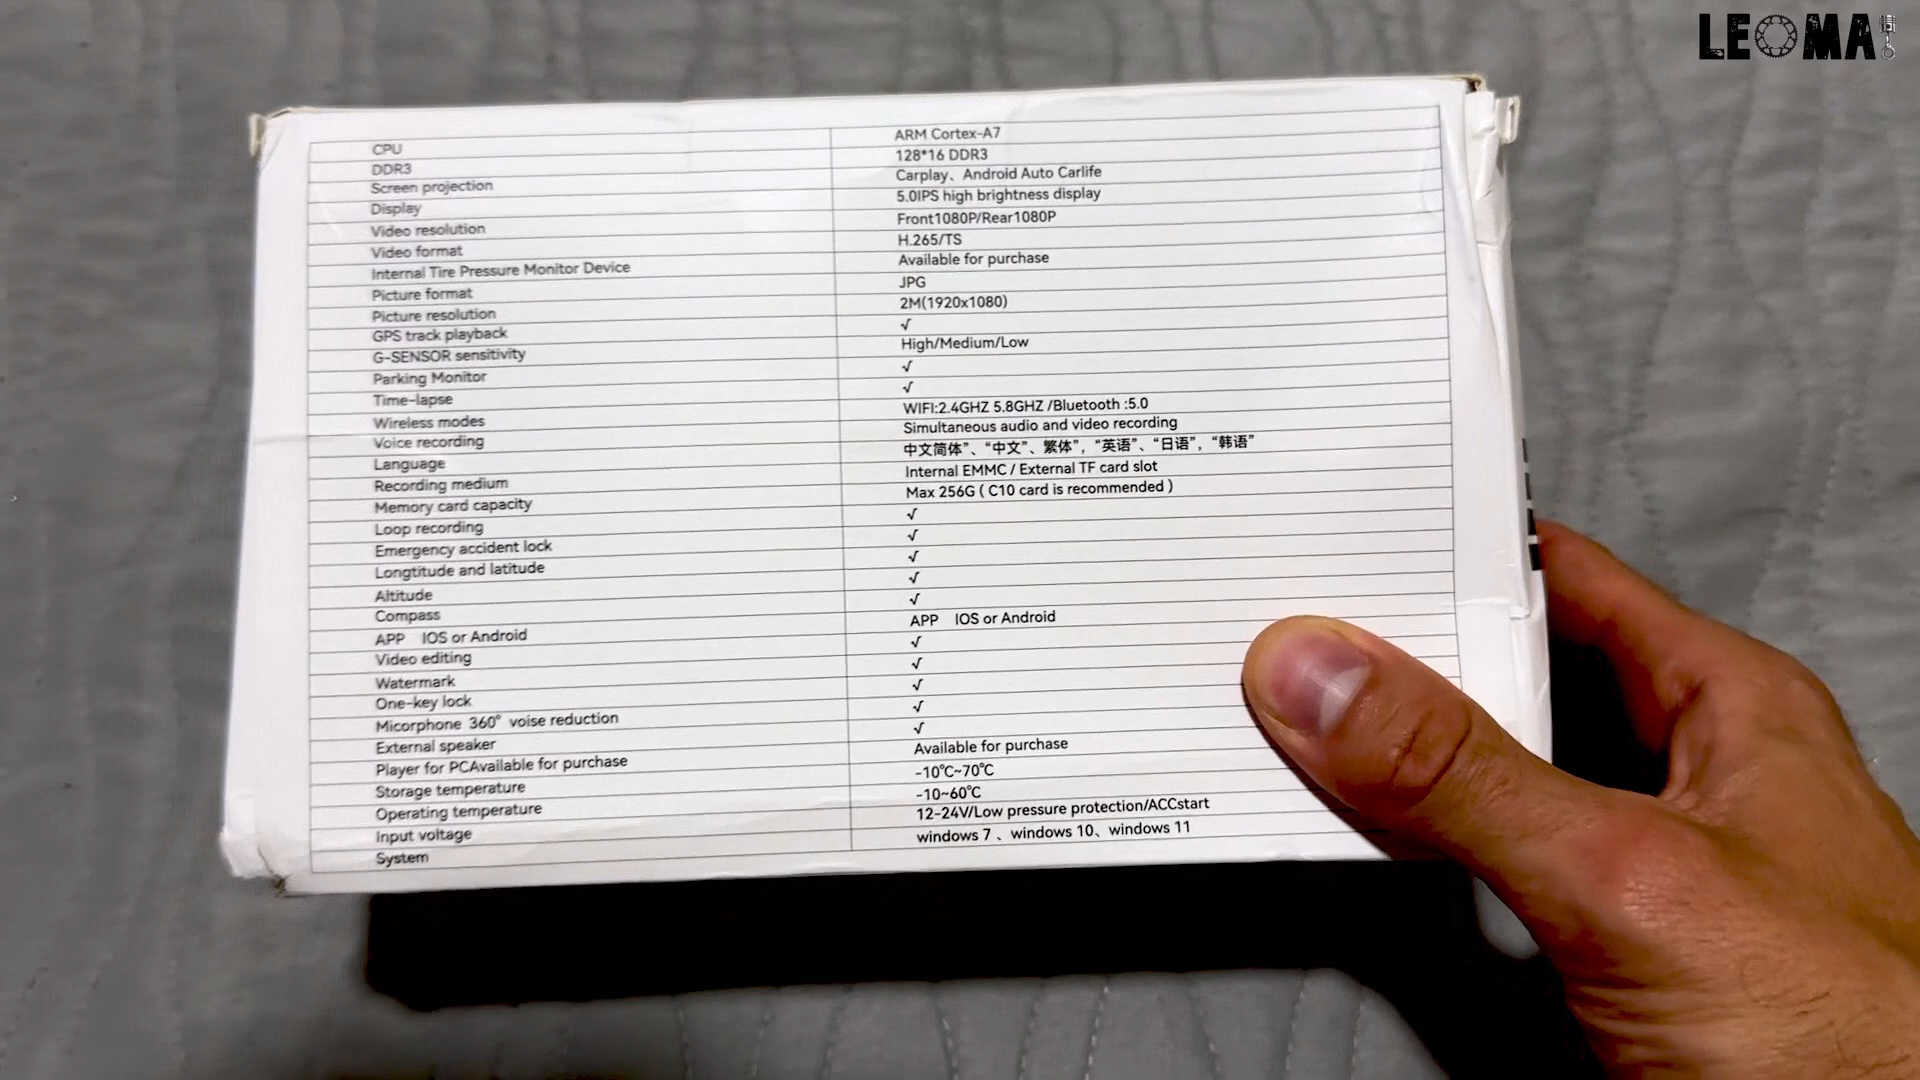 LEOMA
CPU ARM Cortex-A7
DDR3 128*16 DDR3
Screen projection Carplay、Android Auto Carlife
Display 5.0IPS high brightness display
Video resolution Front1080P/Rear1080P
Video format H.265/TS
Internal Tire Pressure Monitor Device Available for purchase
Picture format JPG
Picture resolution 2M(1920x1080)
GPS track playback √
G-SENSOR sensitivity High/Medium/Low
Parking Monitor √
Time-lapse √
Wireless modes WIFI:2.4GHZ 5.8GHZ /Bluetooth :5.0
Voice recording Simultaneous audio and video recording
Language 中文简体”、“中文”、繁体”，“英语”、“日语”，“韩语”
Recording medium Internal EMMC / External TF card slot
Memory card capacity Max 256G ( C10 card is recommended )
Loop recording √
Emergency accident lock √
Longtitude and latitude √
Altitude √
Compass √
APP IOS or Android APP IOS or Android
Video editing √
Watermark √
One-key lock √
Micorphone 360° voise reduction √
External speaker √
Player for PCAvailable for purchase Available for purchase
Storage temperature -10℃~70℃
Operating temperature -10~60℃
Input voltage 12-24V/Low pressure protection/ACCstart
System windows 7 、windows 10、windows 11